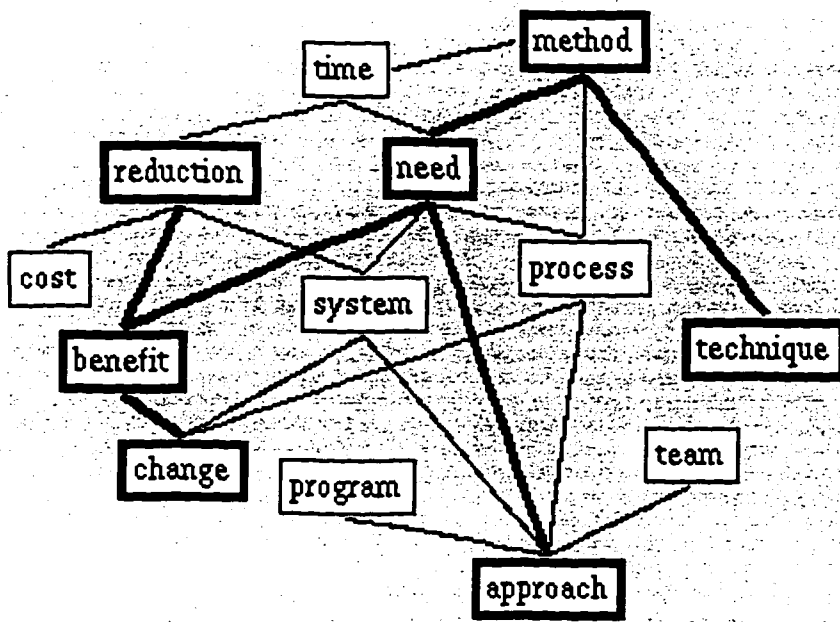 method
time
reduction
need
cost
system
process
benefit
technique
change
program
team
approach